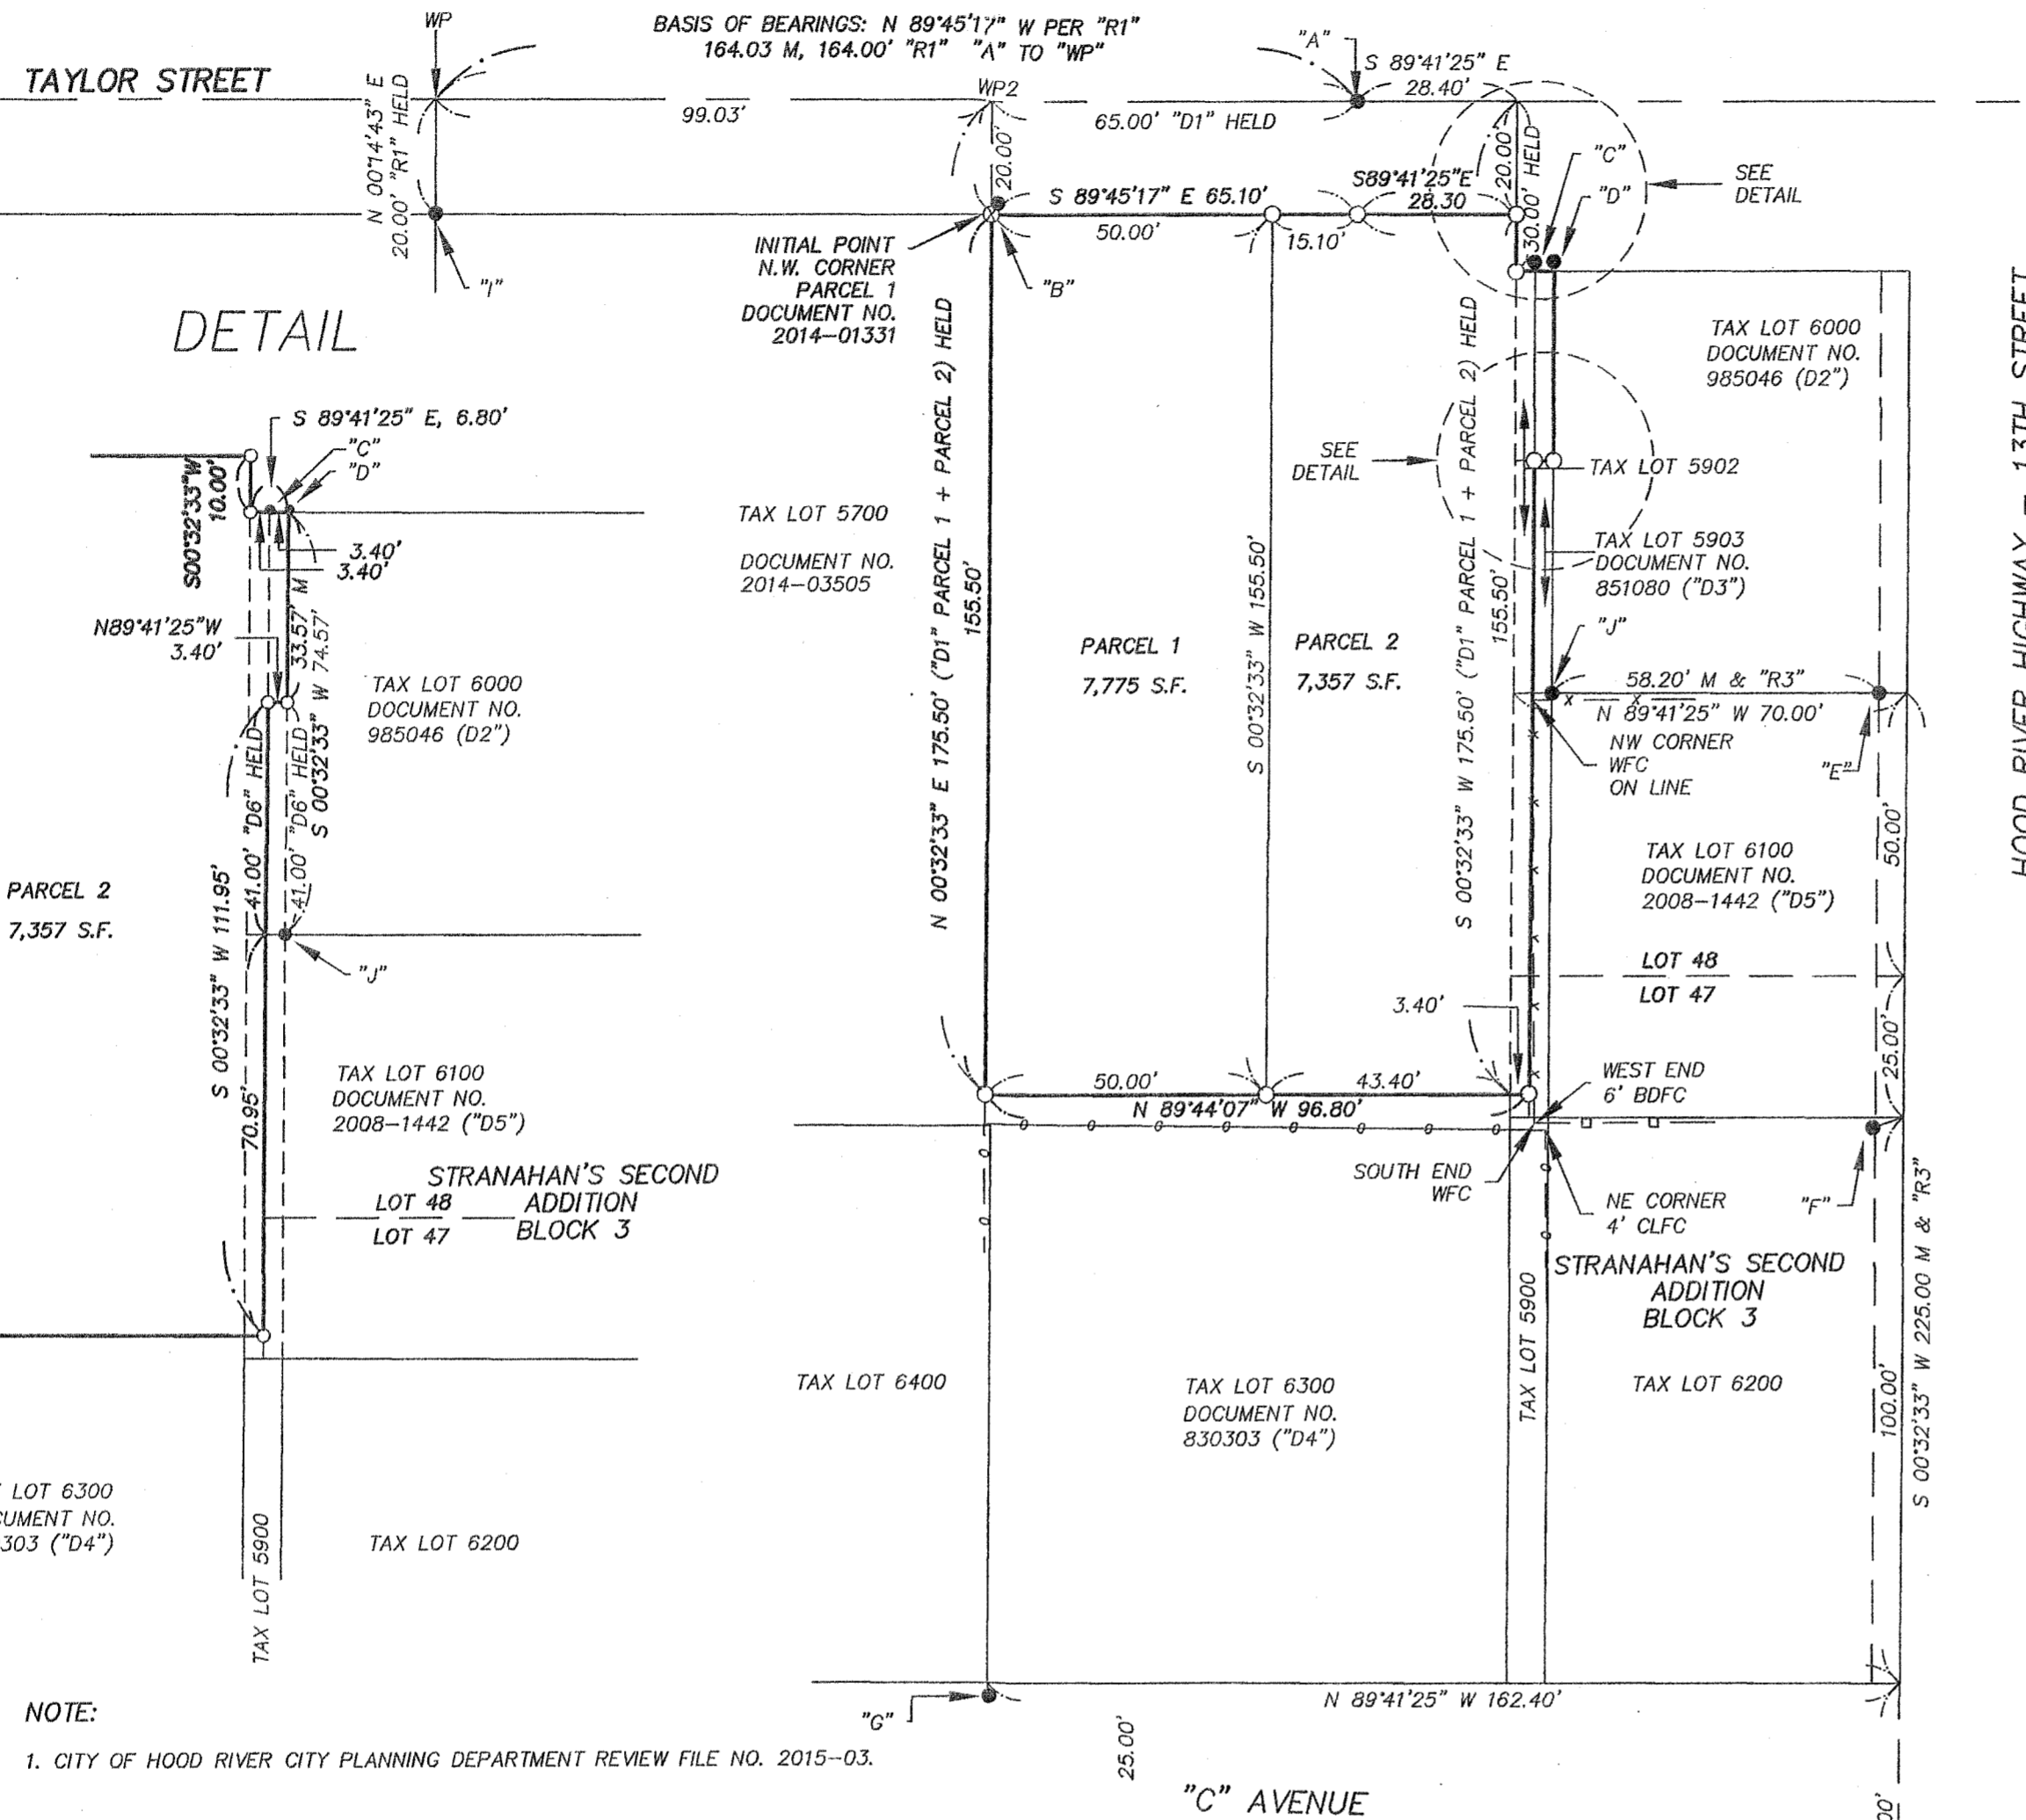 WP
BASIS OF BEARINGS: N 89°45'17" W PER "R1"
164.03 M, 164.00' "R1" "A" TO "WP"
"A"
S 89°41'25" E
28.40'
TAYLOR STREET
N 00°14'43" E
20.00' "R1" HELD
99.03'
WP2
65.00' "D1" HELD
20.00'
20.00'
30.00' HELD
"C"
"D"
SEE
DETAIL
S 89°45'17" E 65.10'
S89°41'25"E
28.30
50.00'
15.10'
"I"
INITIAL POINT
N.W. CORNER
PARCEL 1
DOCUMENT NO.
2014-01331
"B"
DETAIL
S 89°41'25" E, 6.80'
"C"
"D"
S00°32'33"W
10.00'
3.40'
3.40'
N89°41'25"W
3.40'
33.57' M
S 00°32'33" W 74.57'
TAX LOT 6000
DOCUMENT NO.
985046 (D2")
41.00' "D6" HELD
41.00' "D6" HELD
S 00°32'33" W 111.95'
PARCEL 2
7,357 S.F.
"J"
70.95'
TAX LOT 6100
DOCUMENT NO.
2008-1442 ("D5")
STRANAHAN'S SECOND
ADDITION
BLOCK 3
LOT 48
LOT 47
LOT 6300
CUMENT NO.
303 ("D4")
TAX LOT 5900
TAX LOT 6200
TAX LOT 5700
DOCUMENT NO.
2014-03505
N 00°32'33" E 175.50' ("D1" PARCEL 1 + PARCEL 2) HELD
155.50'
PARCEL 1
7,775 S.F.
S 00°32'33" W 155.50'
PARCEL 2
7,357 S.F.
S 00°32'33" W 175.50' ("D1" PARCEL 1 + PARCEL 2) HELD
155.50'
SEE
DETAIL
TAX LOT 6000
DOCUMENT NO.
985046 (D2")
HOOD RIVER HIGHWAY - 13TH STREET
TAX LOT 5902
TAX LOT 5903
DOCUMENT NO.
851080 ("D3")
"J"
58.20' M & "R3"
N 89°41'25" W 70.00'
NW CORNER
WFC
ON LINE
"E"
50.00'
TAX LOT 6100
DOCUMENT NO.
2008-1442 ("D5")
LOT 48
LOT 47
3.40'
25.00'
50.00'
43.40'
N 89°44'07" W 96.80'
WEST END
6' BDFC
SOUTH END
WFC
NE CORNER
4' CLFC
"F"
S 00°32'33" W 225.00 M & "R3"
STRANAHAN'S SECOND
ADDITION
BLOCK 3
TAX LOT 5900
100.00'
TAX LOT 6400
TAX LOT 6300
DOCUMENT NO.
830303 ("D4")
TAX LOT 6200
N 89°41'25" W 162.40'
"G"
25.00'
NOTE:
1. CITY OF HOOD RIVER CITY PLANNING DEPARTMENT REVIEW FILE NO. 2015-03.
"C" AVENUE